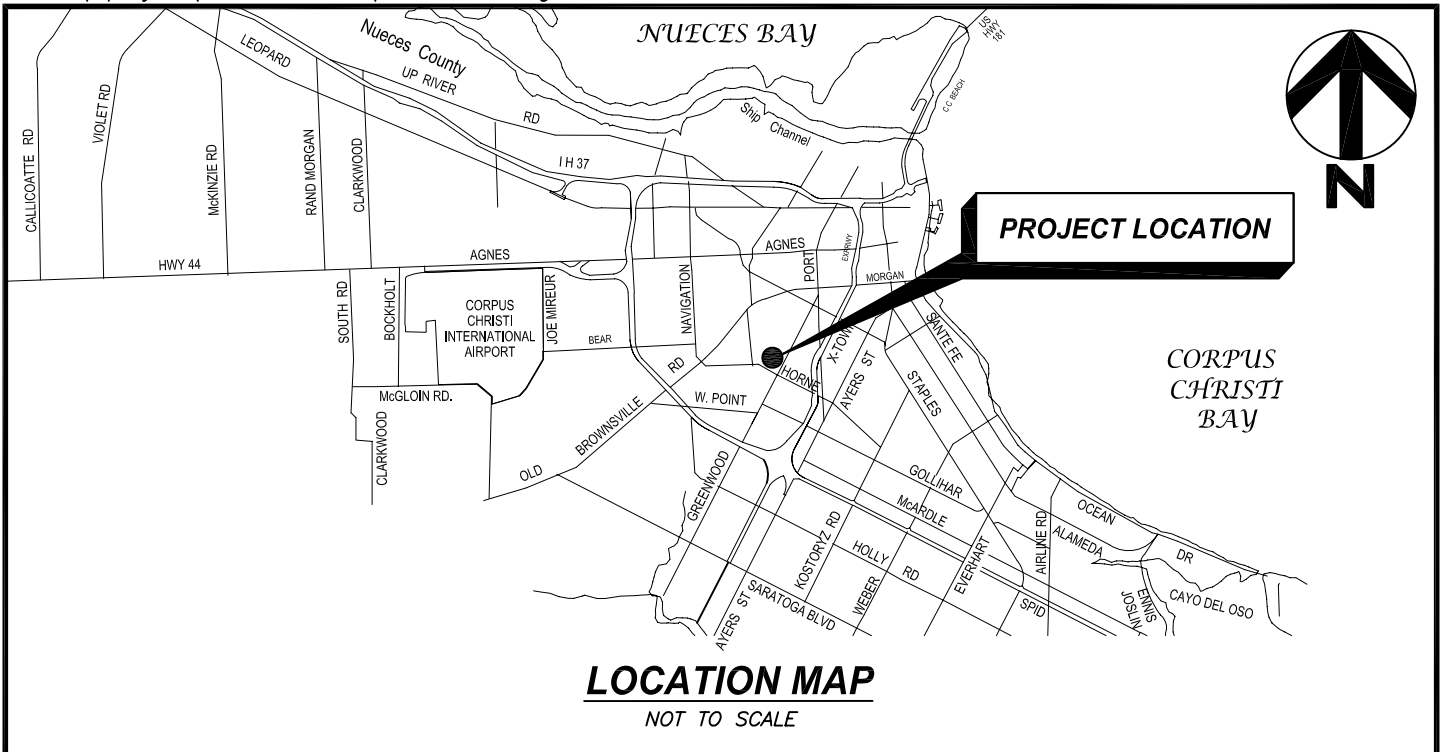 NUECES BAY
US
HWY
181
C C BEACH
Nueces County
LEOPARD
UP RIVER
RD
Ship Channel
I H 37
CALLICOATTE RD
VIOLET RD
McKINZIE RD
RAND MORGAN
CLARKWOOD
N
PROJECT LOCATION
HWY 44
AGNES
AGNES
PORT
EXPRWY
MORGAN
SOUTH RD
BOCKHOLT
CORPUS
CHRISTI
INTERNATIONAL
AIRPORT
JOE MIREUR
BEAR
NAVIGATION
RD
HORNE
X-TOWN
AYERS ST
SANTE FE
STAPLES
CORPUS
CHRISTI
BAY
McGLOIN RD.
W. POINT
CLARKWOOD
OLD
BROWNSVILLE
GREENWOOD
GOLLIHAR
McARDLE
KOSTORYZ RD
HOLLY
RD
WEBER
EVERHART
AIRLINE RD
OCEAN
DR
ALAMEDA
SPID
ENNIS
JOSLIN
CAYO DEL OSO
AYERS ST
SARATOGA BLVD
LOCATION MAP
NOT TO SCALE